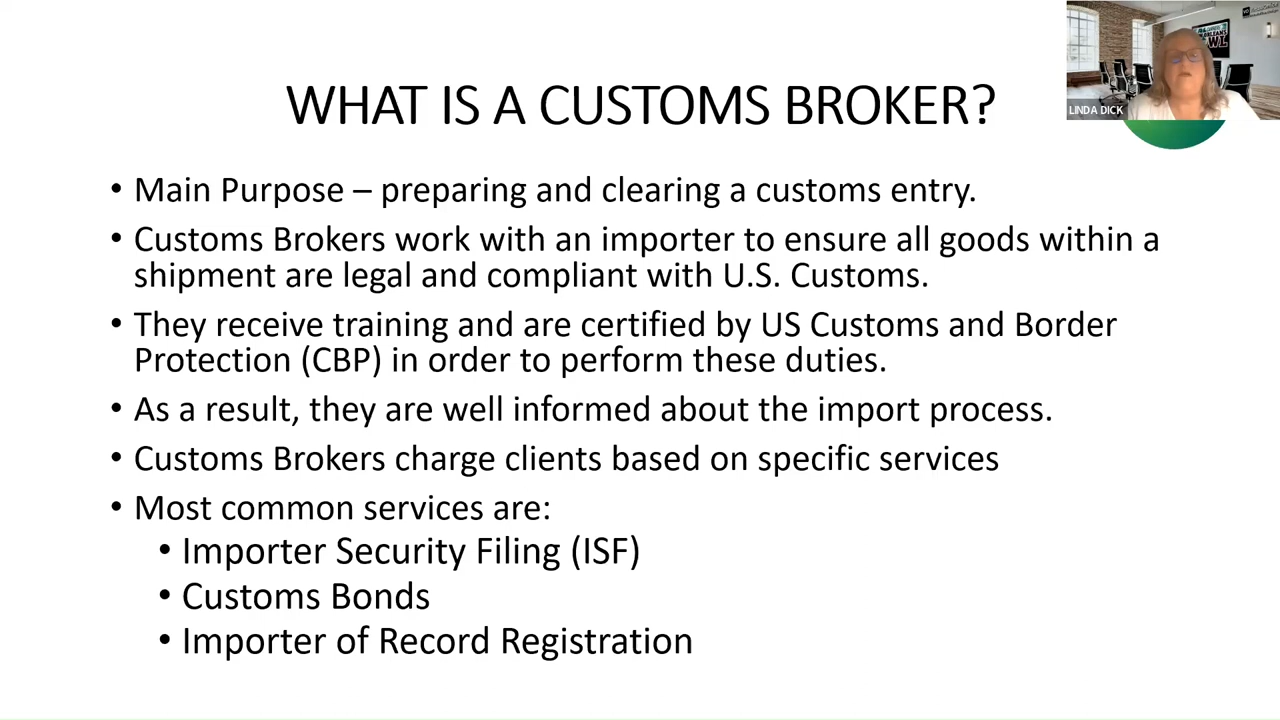 WHAT IS A CUSTOMS BROKER?
LINDA DICK
• Main Purpose – preparing and clearing a customs entry.
• Customs Brokers work with an importer to ensure all goods within a
shipment are legal and compliant with U.S. Customs.
• They receive training and are certified by US Customs and Border
Protection (CBP) in order to perform these duties.
• As a result, they are well informed about the import process.
• Customs Brokers charge clients based on specific services
• Most common services are:
• Importer Security Filing (ISF)
• Customs Bonds
• Importer of Record Registration